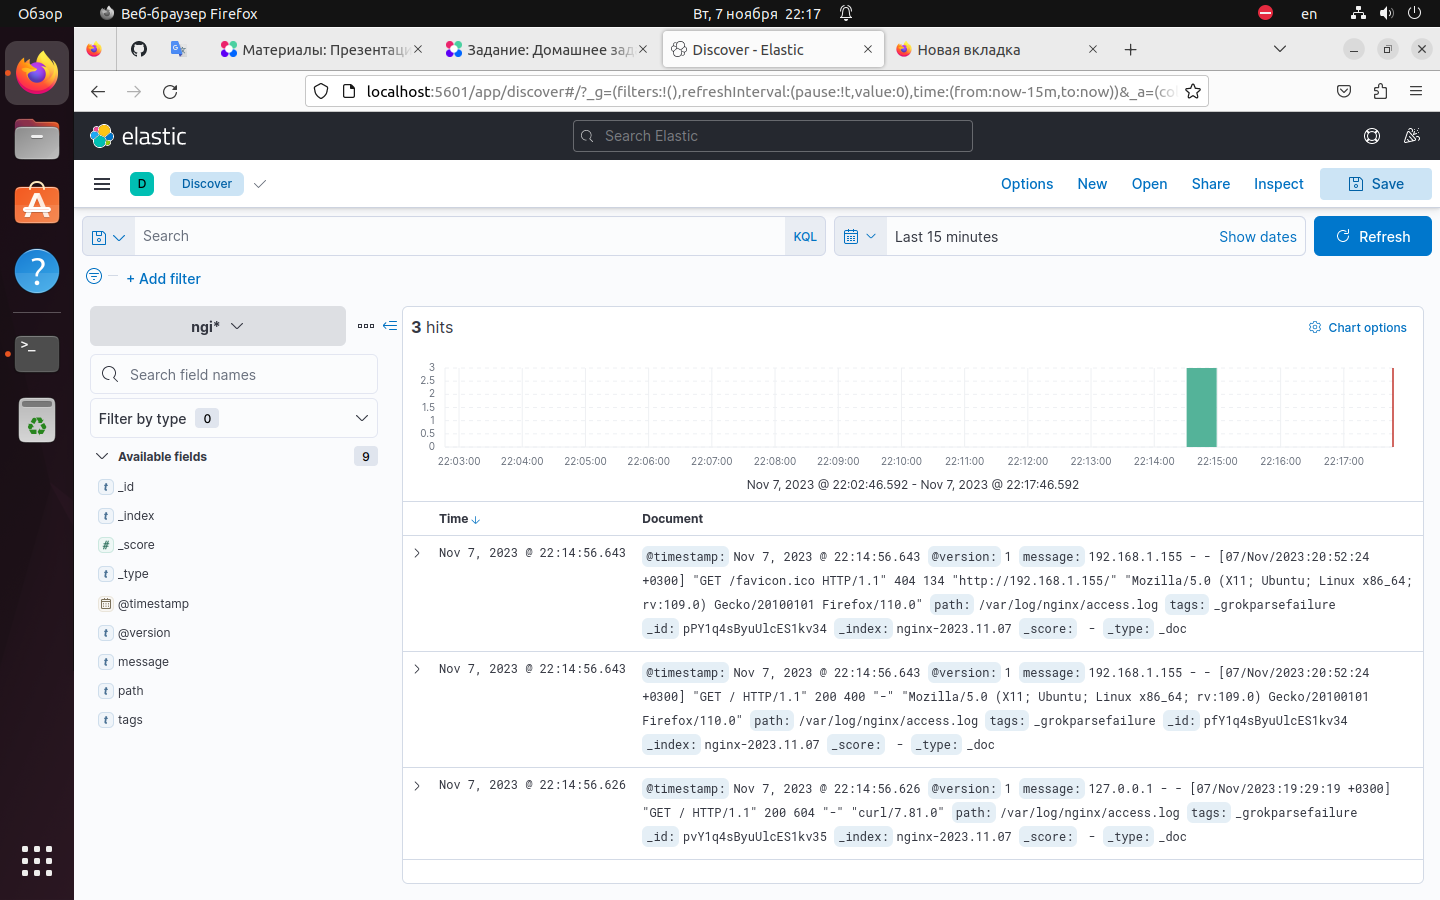 Обзор Веб-браузер Firefox Вт, 7 ноября 22:17 en
Материалы: Презентаци Задание: Домашнее зад Discover - Elastic Новая вкладка
localhost:5601/app/discover#/?_g=(filters:!(),refreshInterval:(pause:!t,value:0),time:(from:now-15m,to:now))&_a=(co
elastic Search Elastic
D Discover Options New Open Share Inspect Save
Search KQL Last 15 minutes Show dates Refresh
+ Add filter
ngi* 3 hits Chart options
Search field names
Filter by type 0
Available fields 9
_id
_index
_score
_type
@timestamp
@version
message
path
tags
3
2.5
2
1.5
1
0.5
0
22:03:00 22:04:00 22:05:00 22:06:00 22:07:00 22:08:00 22:09:00 22:10:00 22:11:00 22:12:00 22:13:00 22:14:00 22:15:00 22:16:00 22:17:00
Nov 7, 2023 @ 22:02:46.592 - Nov 7, 2023 @ 22:17:46.592
Time Document
Nov 7, 2023 @ 22:14:56.643 @timestamp: Nov 7, 2023 @ 22:14:56.643 @version: 1 message: 192.168.1.155 - - [07/Nov/2023:20:52:24
+0300] "GET /favicon.ico HTTP/1.1" 404 134 "http://192.168.1.155/" "Mozilla/5.0 (X11; Ubuntu; Linux x86_64;
rv:109.0) Gecko/20100101 Firefox/110.0" path: /var/log/nginx/access.log tags: _grokparsefailure
_id: pPY1q4sByuUlcES1kv34 _index: nginx-2023.11.07 _score: - _type: _doc
Nov 7, 2023 @ 22:14:56.643 @timestamp: Nov 7, 2023 @ 22:14:56.643 @version: 1 message: 192.168.1.155 - - [07/Nov/2023:20:52:24
+0300] "GET / HTTP/1.1" 200 400 "-" "Mozilla/5.0 (X11; Ubuntu; Linux x86_64; rv:109.0) Gecko/20100101
Firefox/110.0" path: /var/log/nginx/access.log tags: _grokparsefailure _id: pfY1q4sByuUlcES1kv34
_index: nginx-2023.11.07 _score: - _type: _doc
Nov 7, 2023 @ 22:14:56.626 @timestamp: Nov 7, 2023 @ 22:14:56.626 @version: 1 message: 127.0.0.1 - - [07/Nov/2023:19:29:19 +0300]
"GET / HTTP/1.1" 200 604 "-" "curl/7.81.0" path: /var/log/nginx/access.log tags: _grokparsefailure
_id: pvY1q4sByuUlcES1kv35 _index: nginx-2023.11.07 _score: - _type: _doc